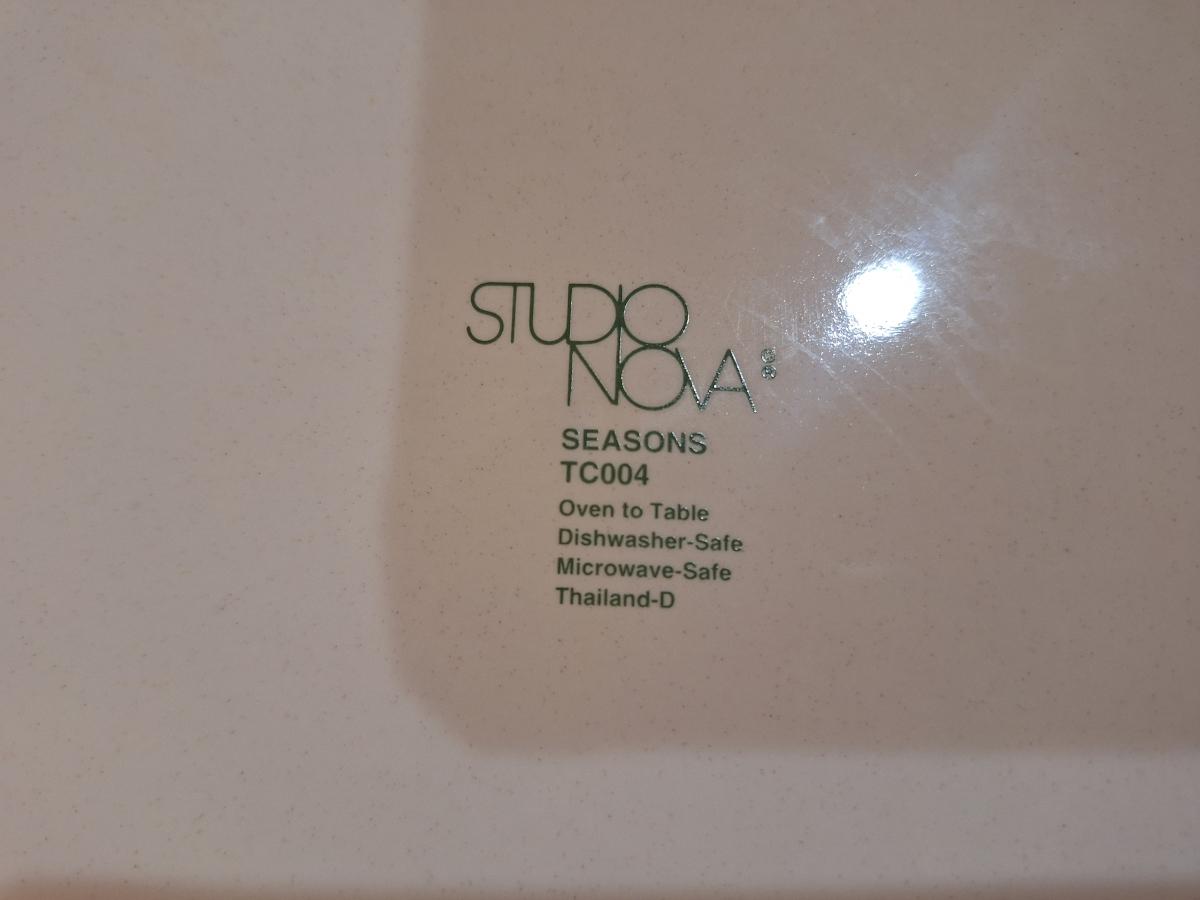 STUDIO
NOVA
SEASONS
TC004
Oven to Table
Dishwasher-Safe
Microwave-Safe
Thailand-D